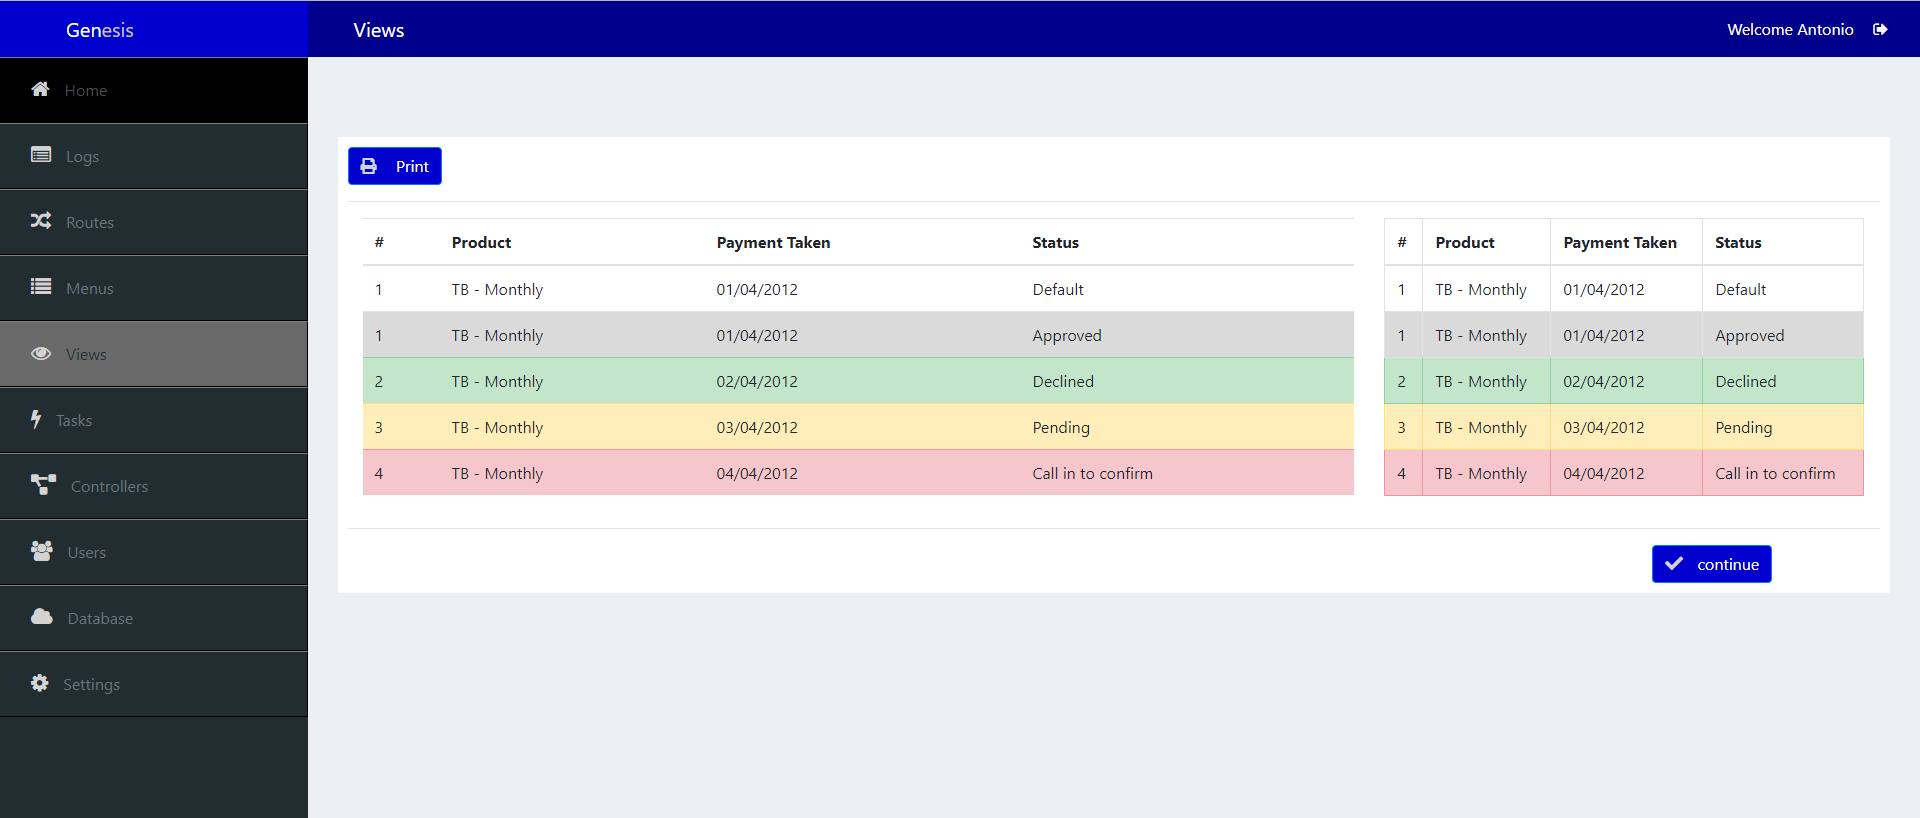 Genesis
Views
Welcome Antonio
Home
Logs
Routes
Menus
Views
Tasks
Controllers
Users
Database
Settings
Print
# Product Payment Taken Status
1 TB - Monthly 01/04/2012 Default
1 TB - Monthly 01/04/2012 Approved
2 TB - Monthly 02/04/2012 Declined
3 TB - Monthly 03/04/2012 Pending
4 TB - Monthly 04/04/2012 Call in to confirm
# Product Payment Taken Status
1 TB - Monthly 01/04/2012 Default
1 TB - Monthly 01/04/2012 Approved
2 TB - Monthly 02/04/2012 Declined
3 TB - Monthly 03/04/2012 Pending
4 TB - Monthly 04/04/2012 Call in to confirm
continue